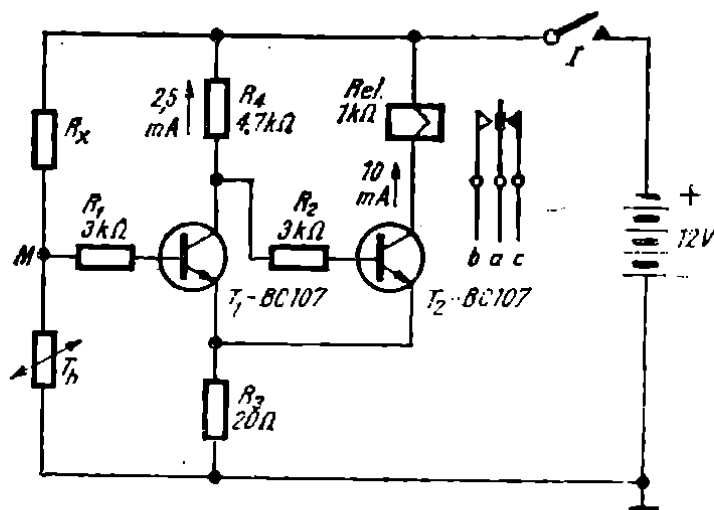 I
2,5
mA
R4
4.7kΩ
Rel.
1kΩ
Rx
10
mA
+
12V
R1
3kΩ
R2
3kΩ
M
b a c
T1-BC107
T2-BC107
Th
R3
20Ω